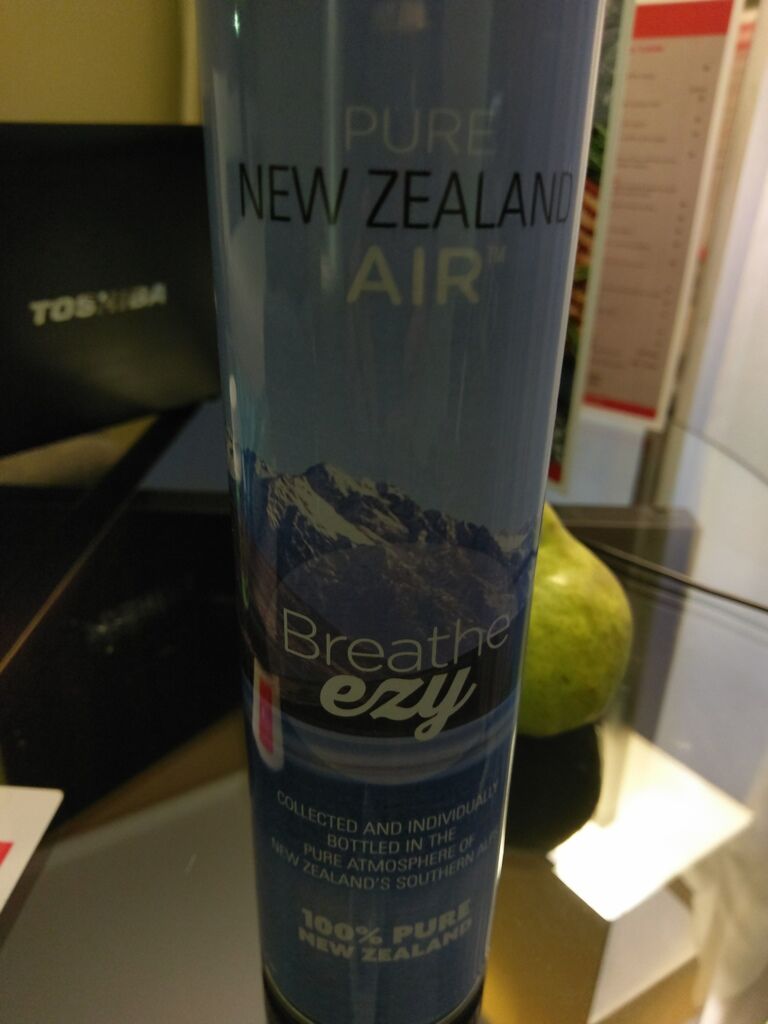 PURE
NEW ZEALAND
AIR™
TOSHIBA
Breathe
ezy
COLLECTED AND INDIVIDUALLY
BOTTLED IN THE
PURE ATMOSPHERE OF
NEW ZEALAND'S SOUTHERN ALPS
100% PURE
NEW ZEALAND